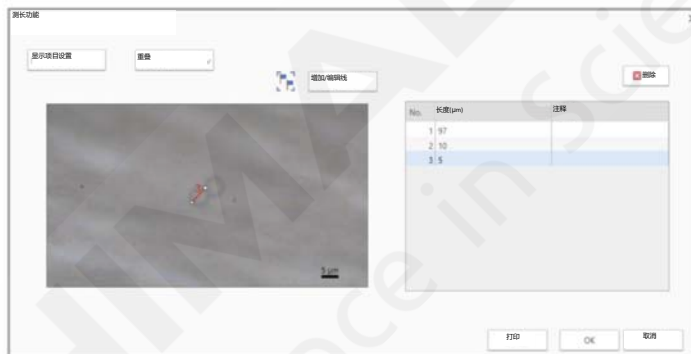 测长功能
显示项目设置
重叠
增加/编辑线
删除
No. 长度(μm) 注释
1 97
2 10
3 5
3
5 μm
打印
OK
取消